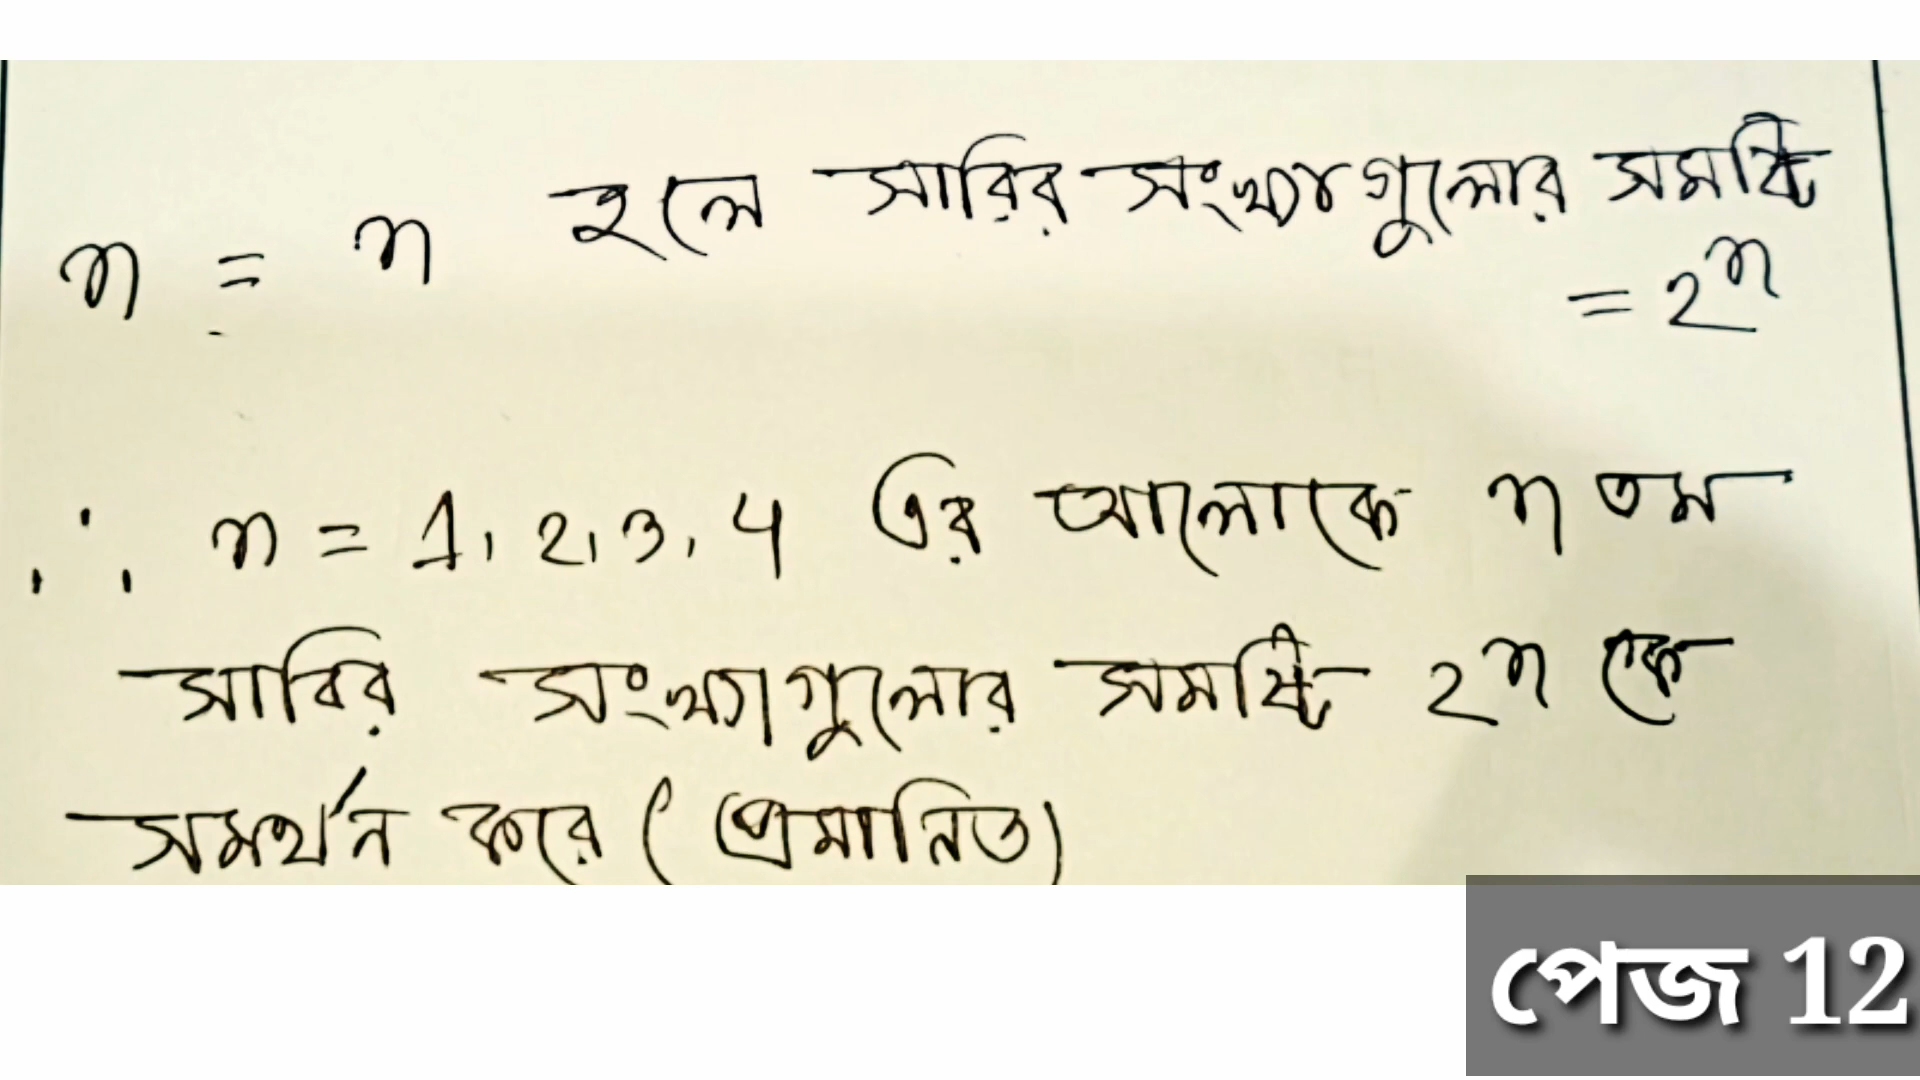 n = n হলে সারির সংখ্যাগুলোর সমষ্টি
= 2ⁿ
∴ n = 1, 2, 3, 4 এর আলোকে n তম
সারির সংখ্যাগুলোর সমষ্টি 2ⁿ কে
সমর্থন করে (প্রমানিত)
পেজ 12